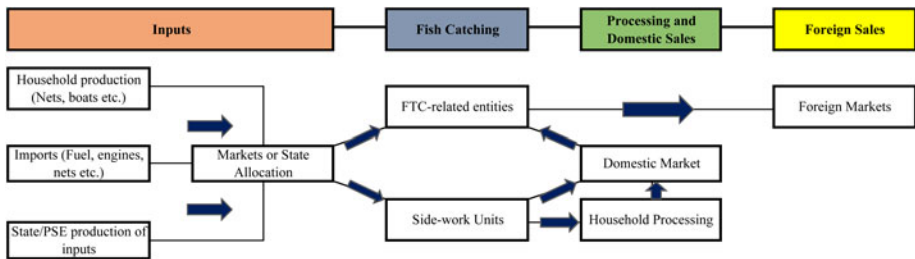 Inputs
Fish Catching
Processing and
Domestic Sales
Foreign Sales
Household production
(Nets, boats etc.)
FTC-related entities
Foreign Markets
Imports (Fuel, engines,
nets etc.)
Markets or State
Allocation
Domestic Market
State/PSE production of
inputs
Side-work Units
Household Processing